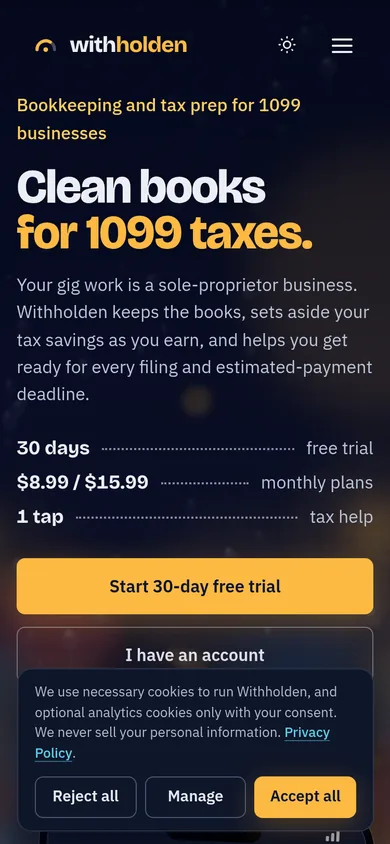 withholden
Bookkeeping and tax prep for 1099
businesses
Clean books
for 1099 taxes.
Your gig work is a sole-proprietor business.
Withholden keeps the books, sets aside your
tax savings as you earn, and helps you get
ready for every filing and estimated-payment
deadline.
30 days free trial
$8.99 / $15.99 monthly plans
1 tap tax help
Start 30-day free trial
I have an account
We use necessary cookies to run Withholden, and
optional analytics cookies only with your consent.
We never sell your personal information. Privacy
Policy.
Reject all Manage Accept all